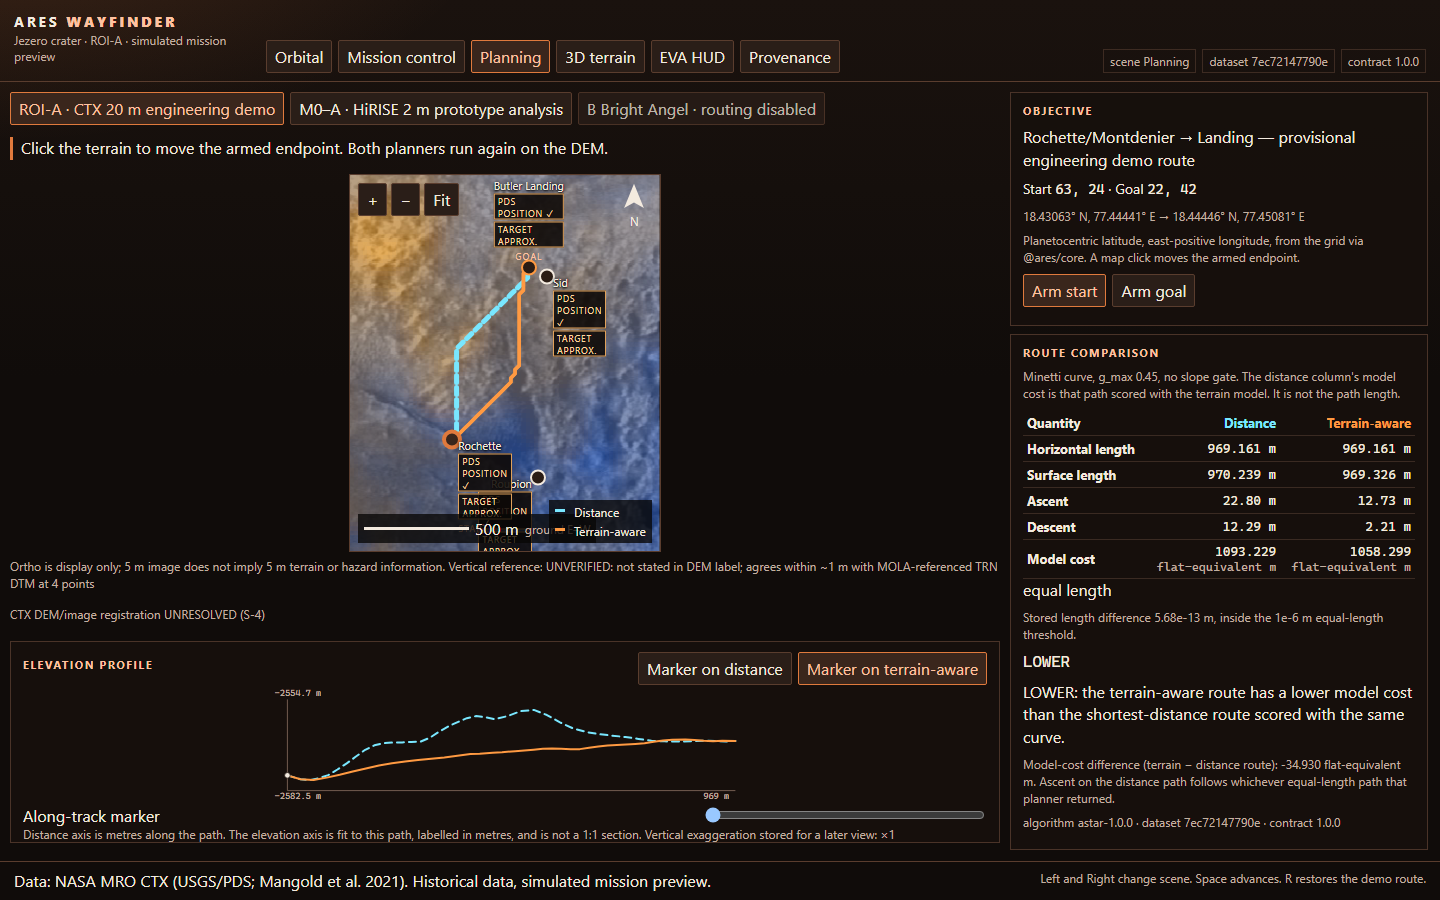 ARES WAYFINDER
Jezero crater · ROI-A · simulated mission
preview
Orbital
Mission control
Planning
3D terrain
EVA HUD
Provenance
scene Planning
dataset 7ec72147790e
contract 1.0.0
ROI-A · CTX 20 m engineering demo
M0–A · HiRISE 2 m prototype analysis
B Bright Angel · routing disabled
Click the terrain to move the armed endpoint. Both planners run again on the DEM.
+
−
Fit
Butler Landing
PDS
POSITION ✓
TARGET
APPROX.
GOAL
N
Sid
PDS
POSITION
✓
TARGET
APPROX.
Rochette
PDS
POSITION
✓
TARGET
APPROX.
500 m
Distance
Terrain-aware
TARGET
APPROX.
Ortho is display only; 5 m image does not imply 5 m terrain or hazard information. Vertical reference: UNVERIFIED: not stated in DEM label; agrees within ~1 m with MOLA-referenced TRN
DTM at 4 points
CTX DEM/image registration UNRESOLVED (S-4)
ELEVATION PROFILE
Marker on distance
Marker on terrain-aware
−2554.7 m
−2582.5 m
969 m
Along-track marker
Distance axis is metres along the path. The elevation axis is fit to this path, labelled in metres, and is not a 1:1 section. Vertical exaggeration stored for a later view: ×1
OBJECTIVE
Rochette/Montdenier → Landing — provisional
engineering demo route
Start 63, 24 · Goal 22, 42
18.43063° N, 77.44441° E → 18.44446° N, 77.45081° E
Planetocentric latitude, east-positive longitude, from the grid via
@ares/core. A map click moves the armed endpoint.
Arm start
Arm goal
ROUTE COMPARISON
Minetti curve, g_max 0.45, no slope gate. The distance column's model
cost is that path scored with the terrain model. It is not the path length.
Quantity Distance Terrain-aware
Horizontal length 969.161 m 969.161 m
Surface length 970.239 m 969.326 m
Ascent 22.80 m 12.73 m
Descent 12.29 m 2.21 m
Model cost 1093.229 1058.299
flat-equivalent m flat-equivalent m
equal length
Stored length difference 5.68e-13 m, inside the 1e-6 m equal-length
threshold.
LOWER
LOWER: the terrain-aware route has a lower model cost
than the shortest-distance route scored with the same
curve.
Model-cost difference (terrain − distance route): -34.930 flat-equivalent
m. Ascent on the distance path follows whichever equal-length path that
planner returned.
algorithm astar-1.0.0 · dataset 7ec72147790e · contract 1.0.0
Data: NASA MRO CTX (USGS/PDS; Mangold et al. 2021). Historical data, simulated mission preview.
Left and Right change scene. Space advances. R restores the demo route.